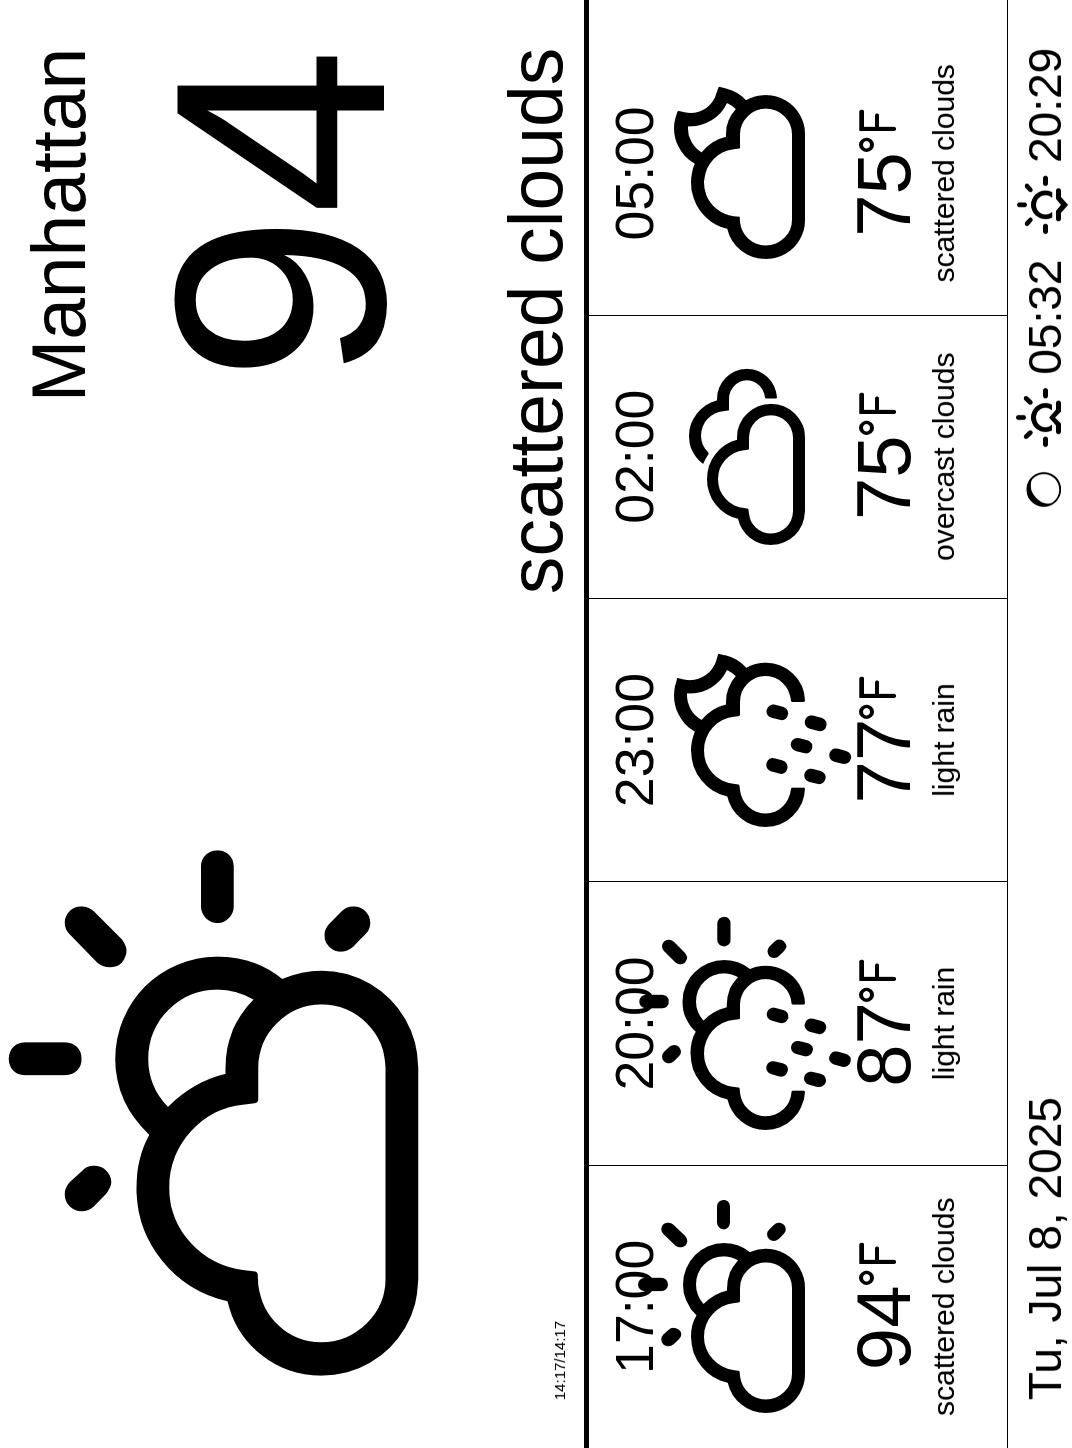 Manhattan
94
scattered clouds
14:17/14:17
17:00
94°F
scattered clouds
20:00
87°F
light rain
23:00
77°F
light rain
02:00
75°F
overcast clouds
05:00
75°F
scattered clouds
Tu, Jul 8, 2025
05:32
20:29